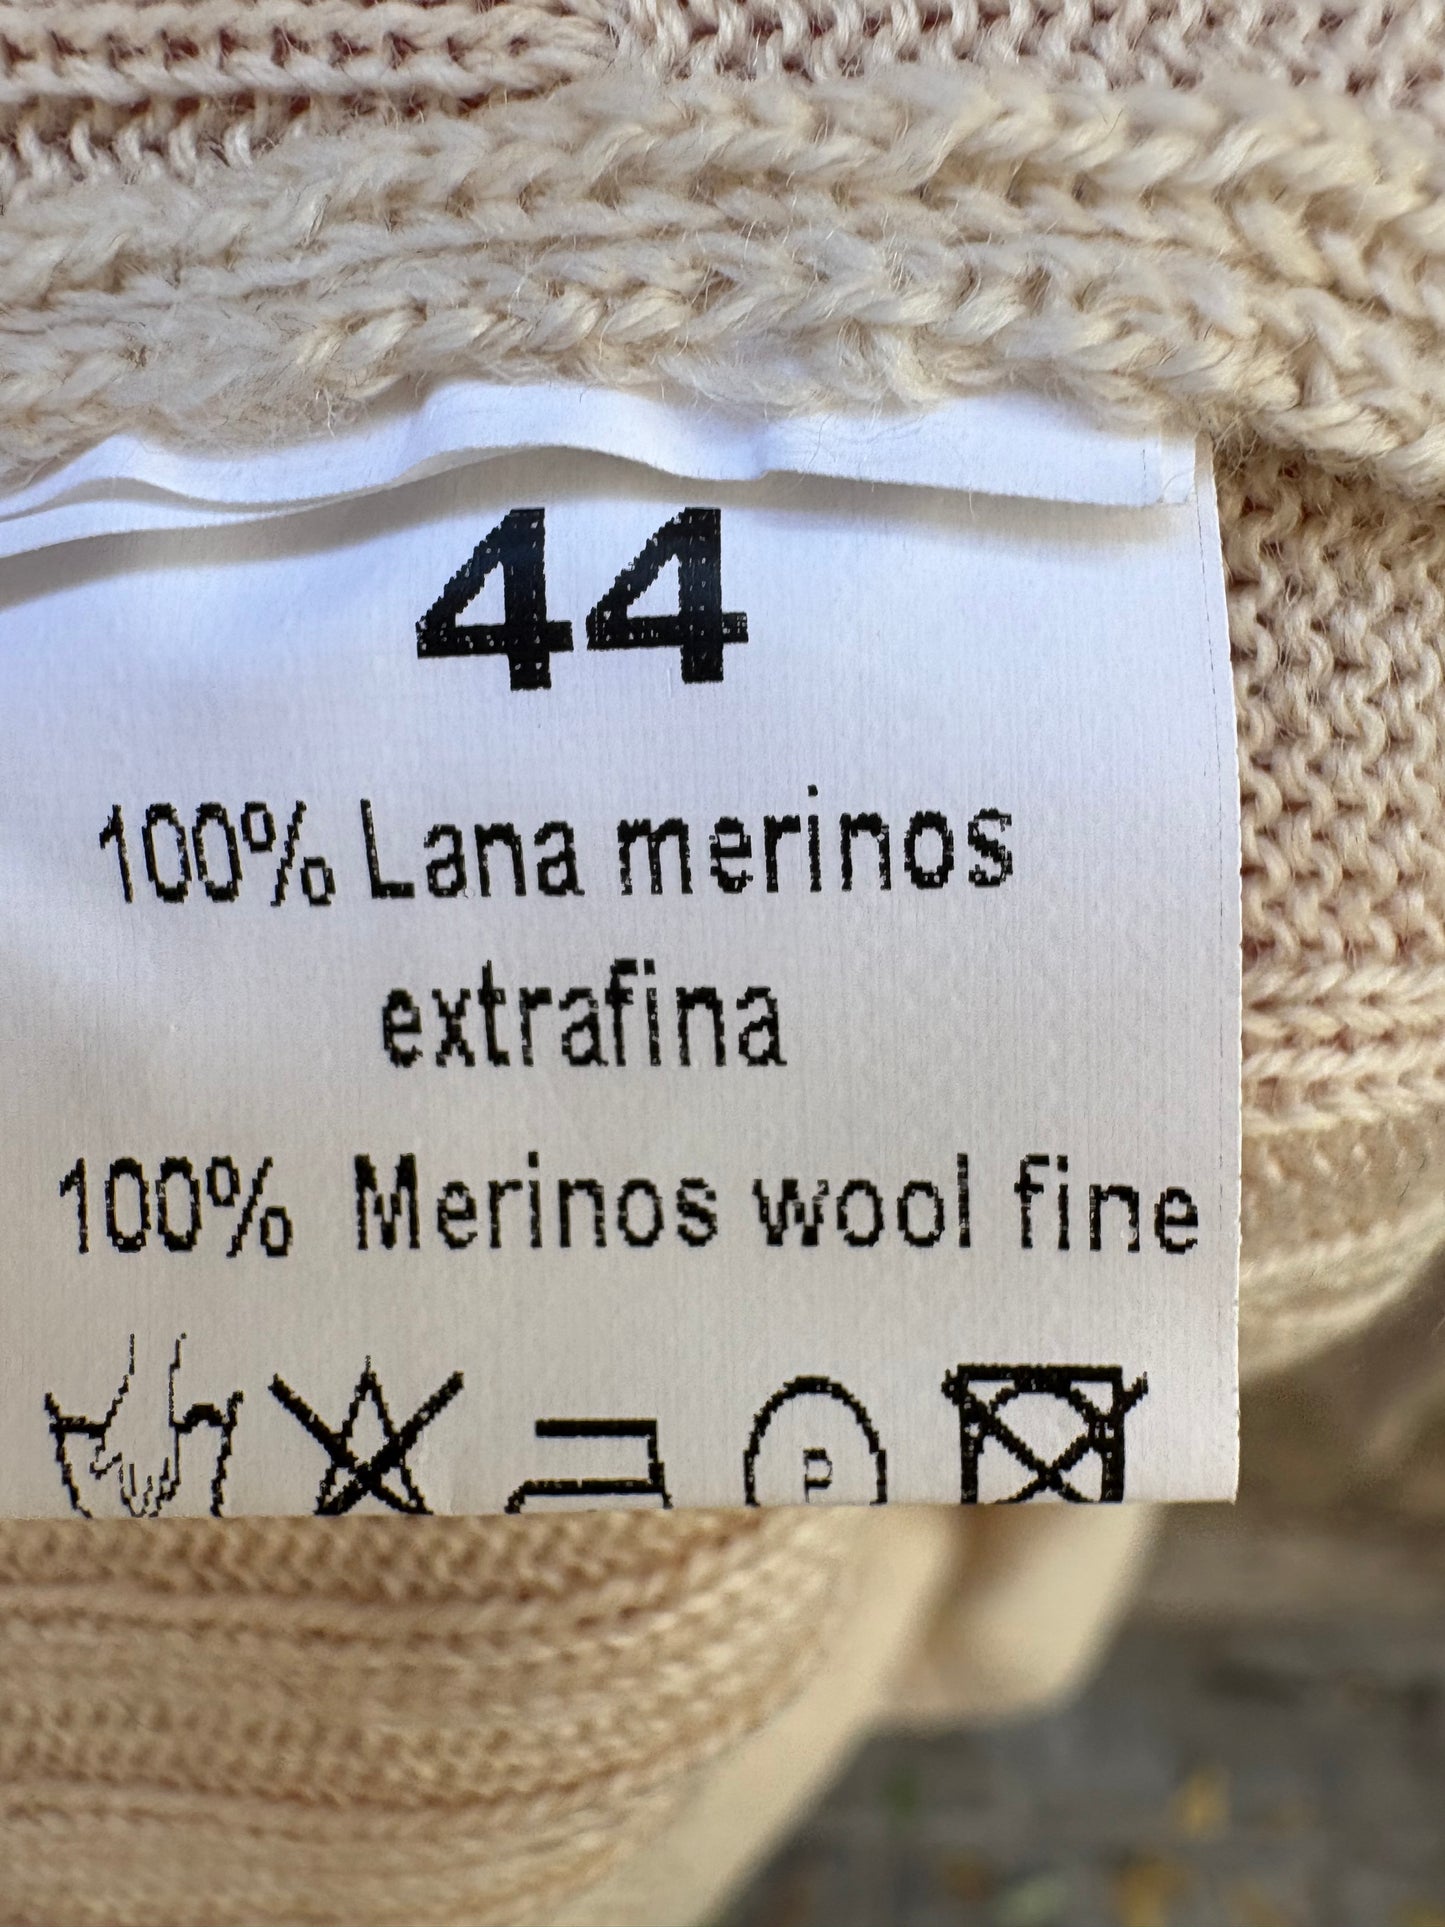 44
100% Lana merinos
extrafina
100% Merinos wool fine
P